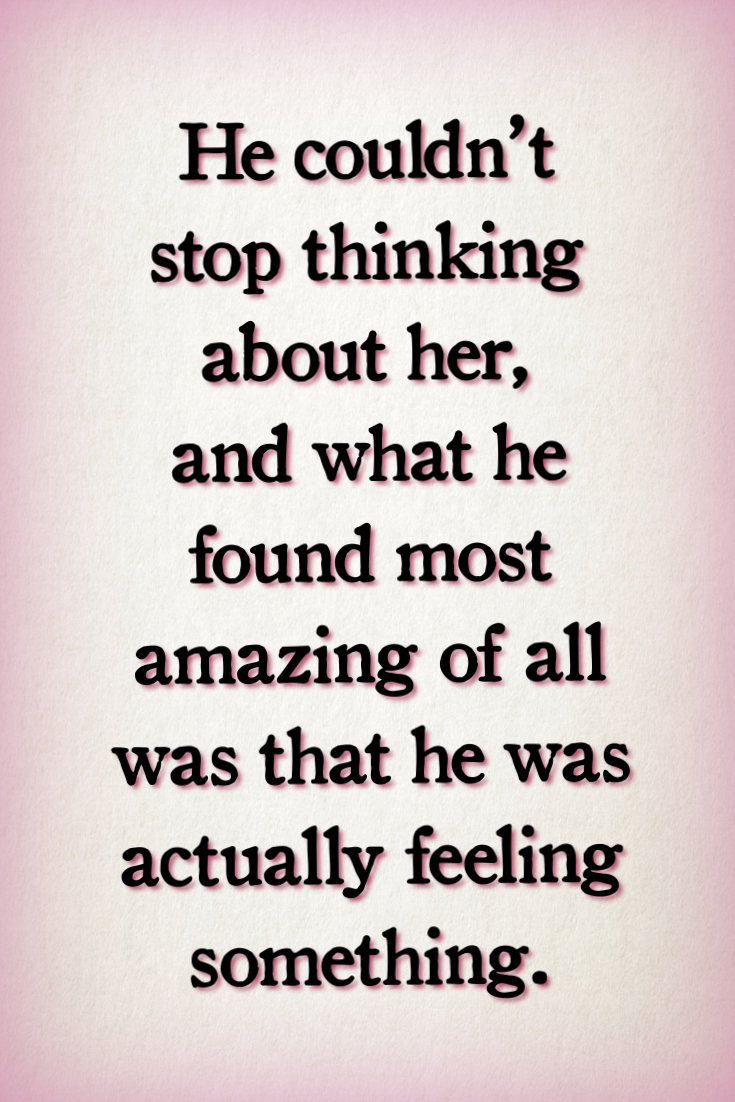 He couldn’t
stop thinking
about her,
and what he
found most
amazing of all
was that he was
actually feeling
something.